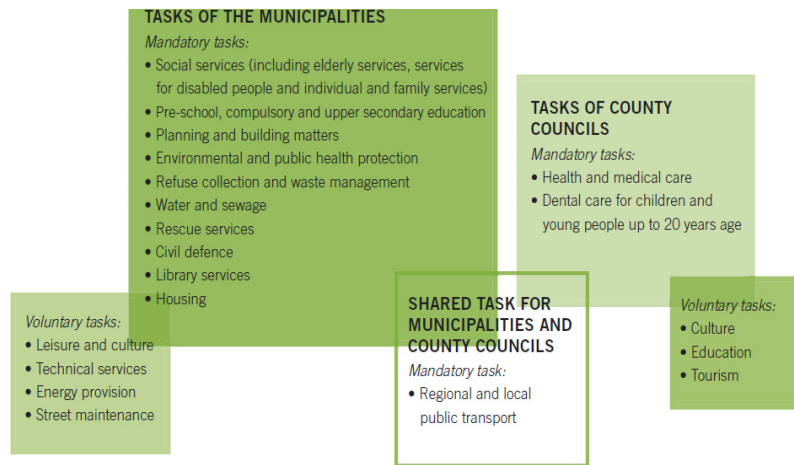 TASKS OF THE MUNICIPALITIES
Mandatory tasks:
• Social services (including elderly services, services
for disabled people and individual and family services)
• Pre-school, compulsory and upper secondary education
• Planning and building matters
• Environmental and public health protection
• Refuse collection and waste management
• Water and sewage
• Rescue services
• Civil defence
• Library services
• Housing
Voluntary tasks:
• Leisure and culture
• Technical services
• Energy provision
• Street maintenance
SHARED TASK FOR
MUNICIPALITIES AND
COUNTY COUNCILS
Mandatory task:
• Regional and local
public transport
TASKS OF COUNTY
COUNCILS
Mandatory tasks:
• Health and medical care
• Dental care for children and
young people up to 20 years age
Voluntary tasks:
• Culture
• Education
• Tourism